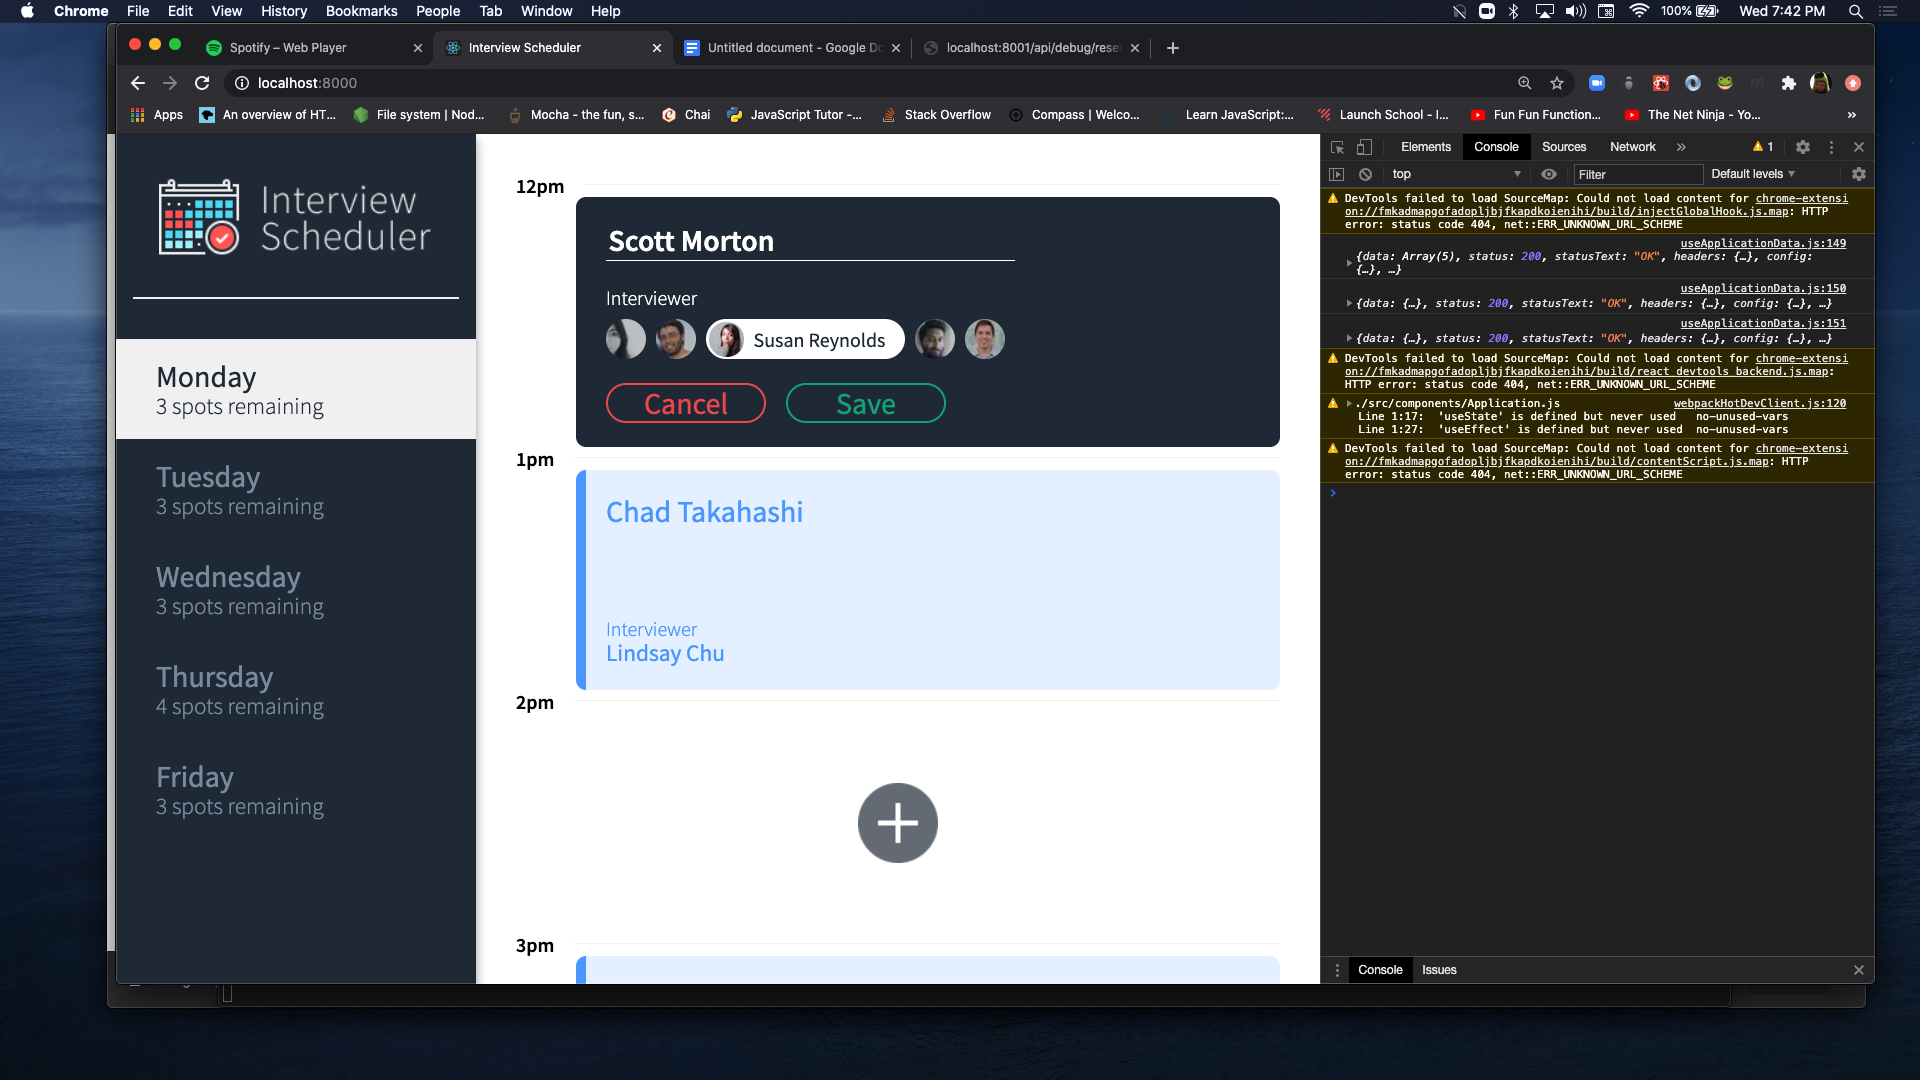 Chrome File Edit View History Bookmarks People Tab Window Help 100% Wed 7:42 PM
Spotify – Web Player Interview Scheduler Untitled document - Google Do localhost:8001/api/debug/rese
localhost:8000
Apps An overview of HT... File system | Nod... Mocha - the fun, s... Chai JavaScript Tutor -... Stack Overflow Compass | Welco... Learn JavaScript:... Launch School - I... Fun Fun Function... The Net Ninja - Yo... »
Interview
Scheduler
Monday
3 spots remaining
Tuesday
3 spots remaining
Wednesday
3 spots remaining
Thursday
4 spots remaining
Friday
3 spots remaining
12pm
Scott Morton
Interviewer
Susan Reynolds
Cancel Save
1pm
Chad Takahashi
Interviewer
Lindsay Chu
2pm
3pm
Elements Console Sources Network » 1
top Filter Default levels
DevTools failed to load SourceMap: Could not load content for chrome-extensi
on://fmkadmapgofadopljbjfkapdkoienihi/build/injectGlobalHook.js.map: HTTP
error: status code 404, net::ERR_UNKNOWN_URL_SCHEME
useApplicationData.js:149
{data: Array(5), status: 200, statusText: "OK", headers: {…}, config:
{…}, …}
useApplicationData.js:150
{data: {…}, status: 200, statusText: "OK", headers: {…}, config: {…}, …}
useApplicationData.js:151
{data: {…}, status: 200, statusText: "OK", headers: {…}, config: {…}, …}
DevTools failed to load SourceMap: Could not load content for chrome-extensi
on://fmkadmapgofadopljbjfkapdkoienihi/build/react_devtools_backend.js.map:
HTTP error: status code 404, net::ERR_UNKNOWN_URL_SCHEME
./src/components/Application.js webpackHotDevClient.js:120
Line 1:17: 'useState' is defined but never used no-unused-vars
Line 1:27: 'useEffect' is defined but never used no-unused-vars
DevTools failed to load SourceMap: Could not load content for chrome-extensi
on://fmkadmapgofadopljbjfkapdkoienihi/build/contentScript.js.map: HTTP
error: status code 404, net::ERR_UNKNOWN_URL_SCHEME
Console Issues